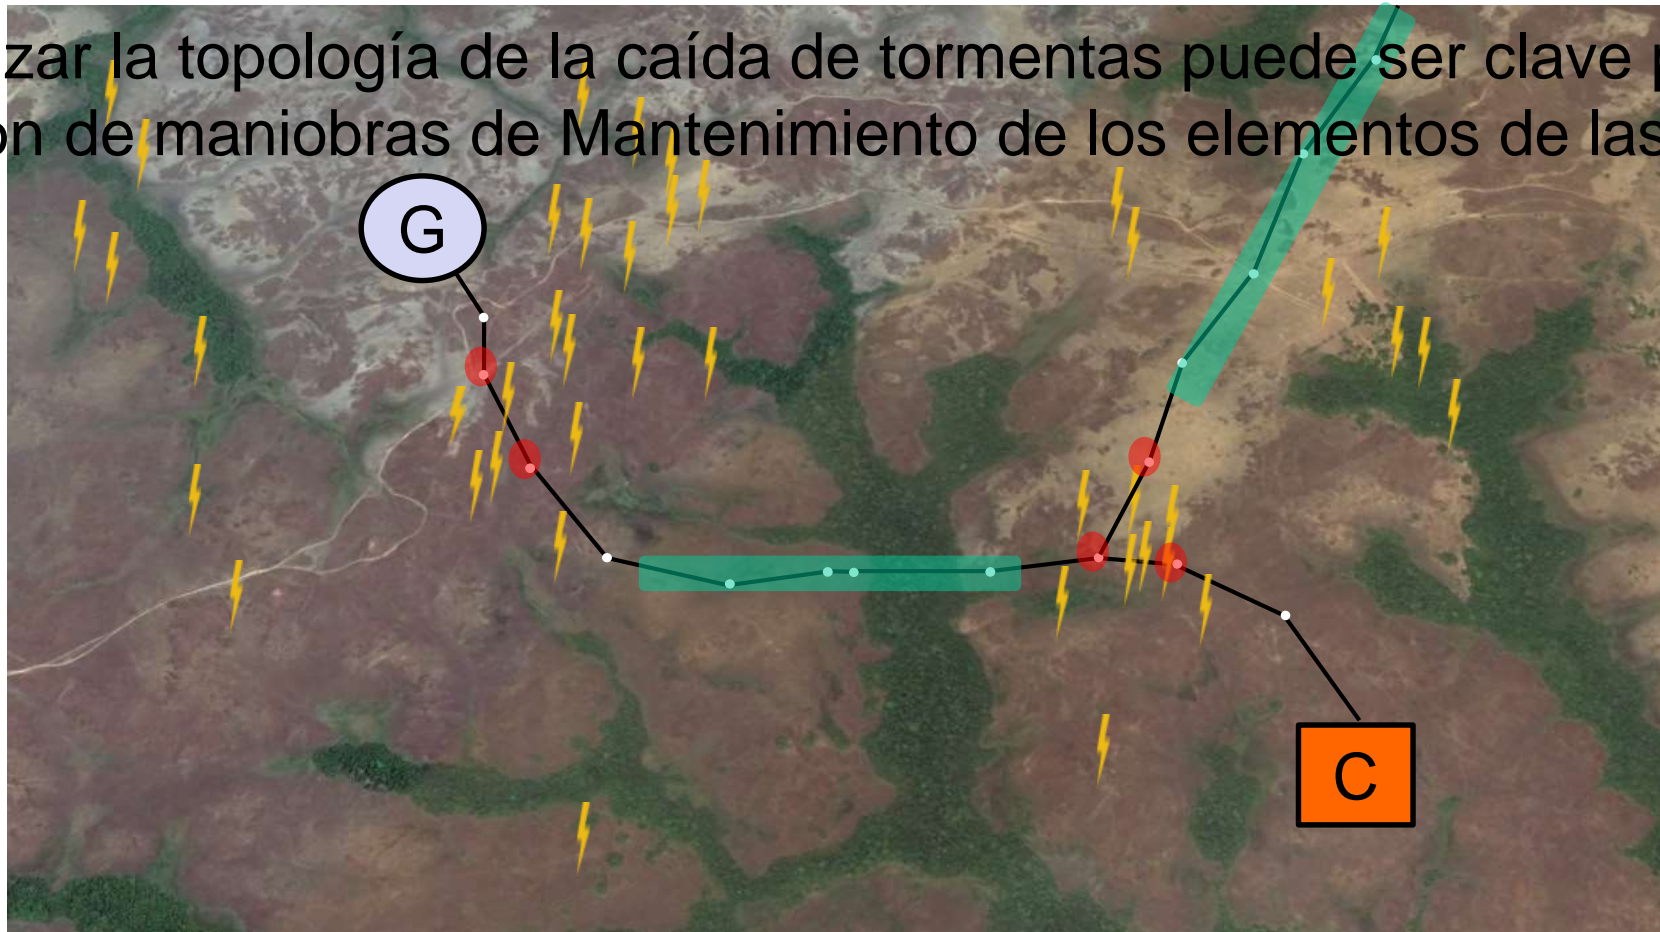 zar la topología de la caída de tormentas puede ser clave p
ón de maniobras de Mantenimiento de los elementos de las
G
C